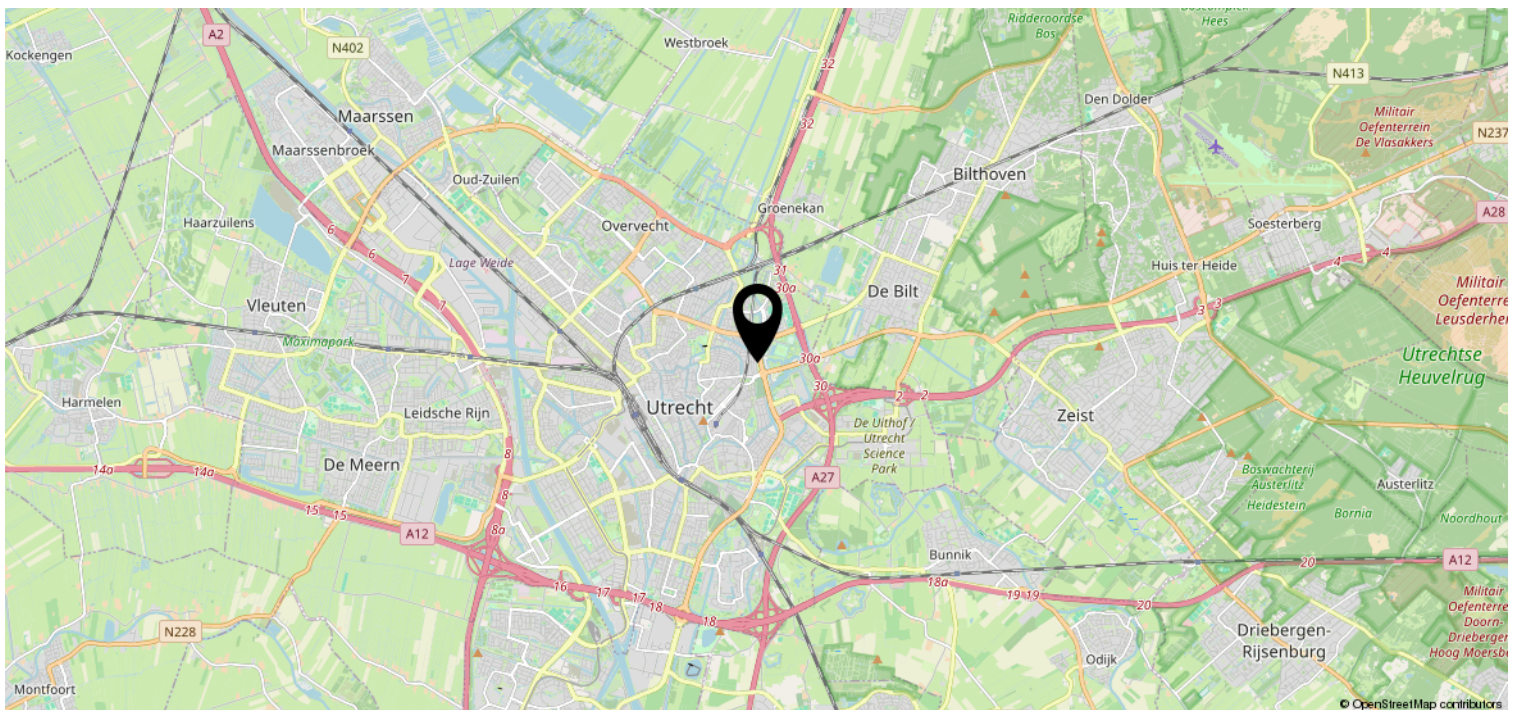 A2
N402
Kockengen
Westbroek
Ridderoordse
Bos
Hees
N413
32
Den Dolder
Maarssen
Militair
Oefenterrein
De Vlasakkers
32
N237
Maarssenbroek
Oud-Zuilen
Bilthoven
Groenekan
A28
Haarzuilens
Overvecht
Soesterberg
6
6
Lage Weide
7
4
4
Huis ter Heide
31
30a
De Bilt
Militair
Oefenterre
Leusderhei
Vleuten
7
3
3
Maximapark
30a
Utrechtse
Heuvelrug
30
2
2
Harmelen
Leidsche Rijn
Utrecht
Zeist
De Uithof /
Utrecht
Science
Park
8
De Meern
14a
14a
A27
Boswachterij
Austerlitz
Austerlitz
8
Heidestein
Bornia
Noordhout
15
15
A12
8a
Bunnik
A12
16
17
17
18
18
18a
19
19
20
20
Militair
Oefenterre
Doorn-
Driebergen
Hoog Moersb
N228
Driebergen-
Rijsenburg
Odijk
Montfoort
© OpenStreetMap contributors